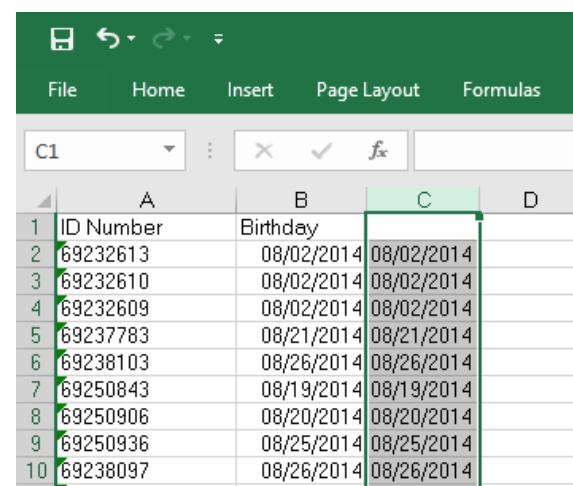 File Home Insert Page Layout Formulas
C1 fx
A B C D
1 ID Number Birthday
2 69232613 08/02/2014 08/02/2014
3 69232610 08/02/2014 08/02/2014
4 69232609 08/02/2014 08/02/2014
5 69237783 08/21/2014 08/21/2014
6 69238103 08/26/2014 08/26/2014
7 69250843 08/19/2014 08/19/2014
8 69250906 08/20/2014 08/20/2014
9 69250936 08/25/2014 08/25/2014
10 69238097 08/26/2014 08/26/2014